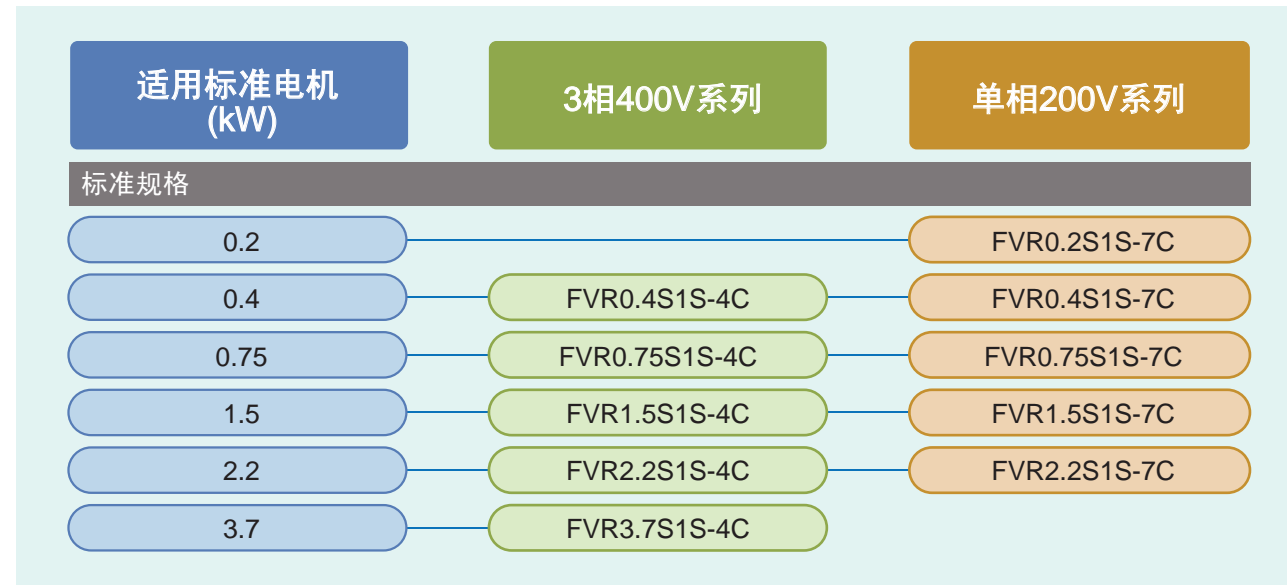 适用标准电机
(kW)
3相400V系列
单相200V系列
标准规格
0.2
FVR0.2S1S-7C
0.4
FVR0.4S1S-4C
FVR0.4S1S-7C
0.75
FVR0.75S1S-4C
FVR0.75S1S-7C
1.5
FVR1.5S1S-4C
FVR1.5S1S-7C
2.2
FVR2.2S1S-4C
FVR2.2S1S-7C
3.7
FVR3.7S1S-4C